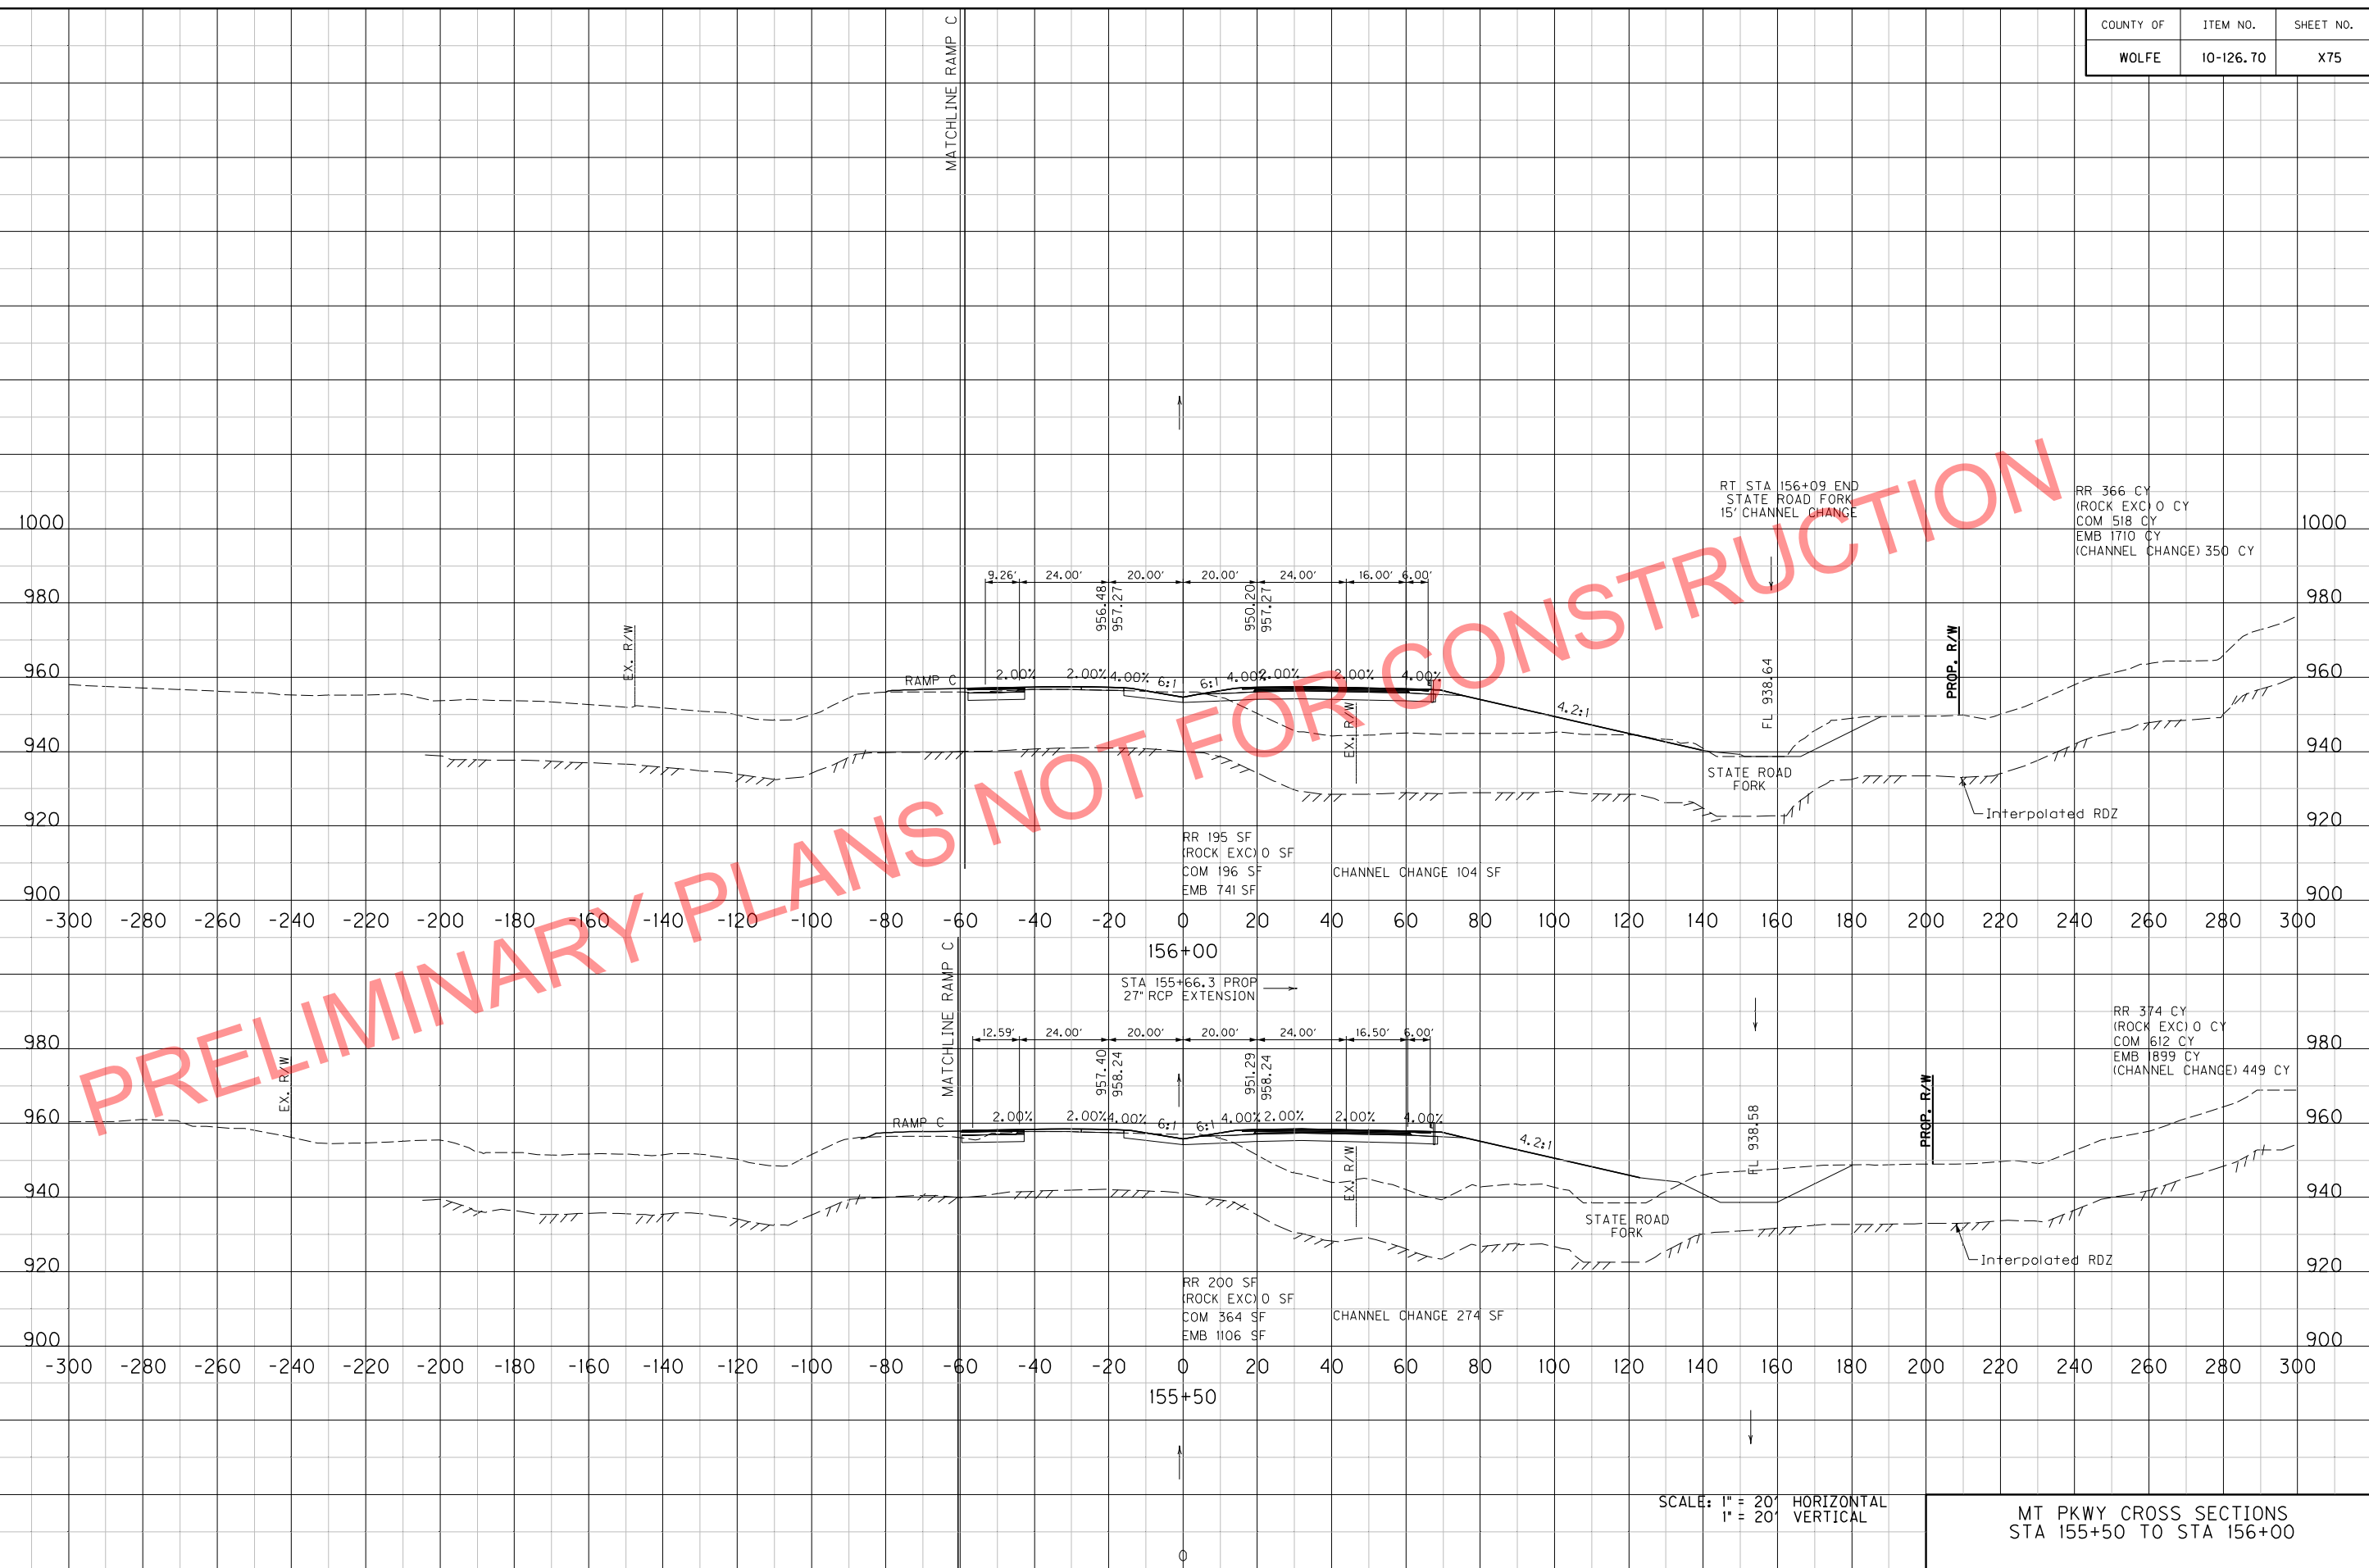 COUNTY OF ITEM NO. SHEET NO.
WOLFE 10-126.70 X75
MATCHLINE RAMP C
RT STA 156+09 END
STATE ROAD FORK
15' CHANNEL CHANGE
RR 366 CY
(ROCK EXC) 0 CY
COM 518 CY
EMB 1710 CY
(CHANNEL CHANGE) 350 CY
1000 1000
980 980
960 960
940 940
920 920
900 900
9.26' 24.00' 20.00' 20.00' 24.00' 16.00' 6.00'
956.48
957.27
950.20
957.27
EX. R/W
RAMP C 2.00% 2.00% 4.00% 6:1 6:1 4.00% 2.00% 2.00% 4.00%
4.2:1
EX. R/W
FL 938.64
PROP. R/W
STATE ROAD
FORK
Interpolated RDZ
RR 195 SF
(ROCK EXC) 0 SF
COM 196 SF
EMB 741 SF
CHANNEL CHANGE 104 SF
-300 -280 -260 -240 -220 -200 -180 -160 -140 -120 -100 -80 -60 -40 -20 0 20 40 60 80 100 120 140 160 180 200 220 240 260 280 300
156+00
PRELIMINARY PLANS NOT FOR CONSTRUCTION
MATCHLINE RAMP C
STA 155+66.3 PROP
27" RCP EXTENSION
RR 374 CY
(ROCK EXC) 0 CY
COM 612 CY
EMB 1899 CY
(CHANNEL CHANGE) 449 CY
980 980
960 960
940 940
920 920
900 900
12.59' 24.00' 20.00' 20.00' 24.00' 16.50' 6.00'
957.40
958.24
951.29
958.24
EX. R/W
RAMP C 2.00% 2.00% 4.00% 6:1 6:1 4.00% 2.00% 2.00% 4.00%
4.2:1
EX. R/W
FL 938.58
PROP. R/W
STATE ROAD
FORK
Interpolated RDZ
RR 200 SF
(ROCK EXC) 0 SF
COM 364 SF
EMB 1106 SF
CHANNEL CHANGE 274 SF
-300 -280 -260 -240 -220 -200 -180 -160 -140 -120 -100 -80 -60 -40 -20 0 20 40 60 80 100 120 140 160 180 200 220 240 260 280 300
155+50
SCALE: 1" = 20' HORIZONTAL
1" = 20' VERTICAL
MT PKWY CROSS SECTIONS
STA 155+50 TO STA 156+00
0